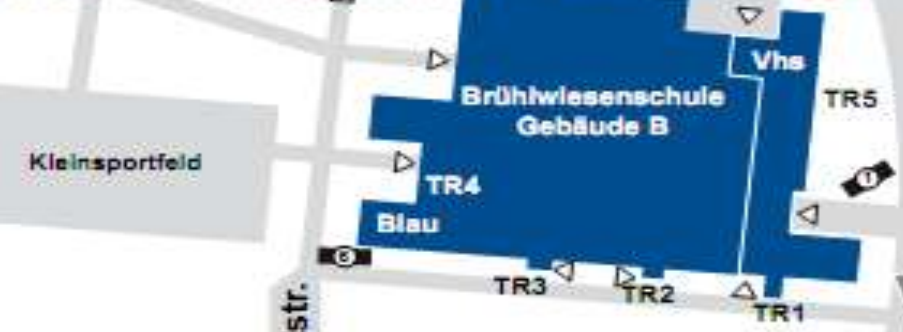 Vhs
Brühlwiesenschule
Gebäude B
TR5
Kleinsportfeld
TR4
Blau
TR3
TR2
TR1
str.